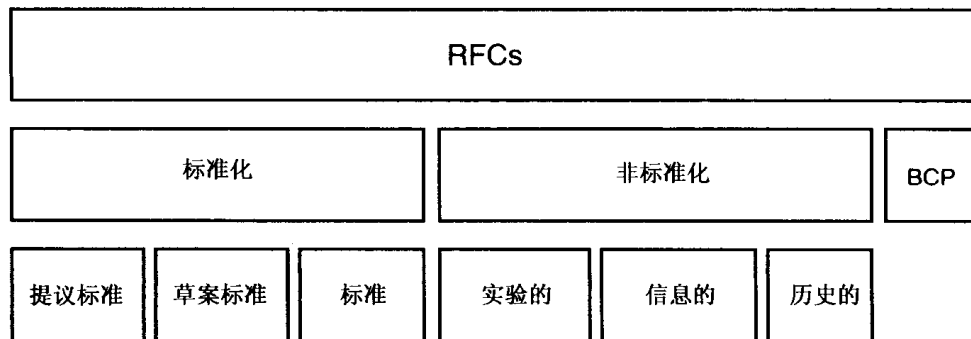 RFCs
标准化
非标准化
BCP
提议标准
草案标准
标准
实验的
信息的
历史的